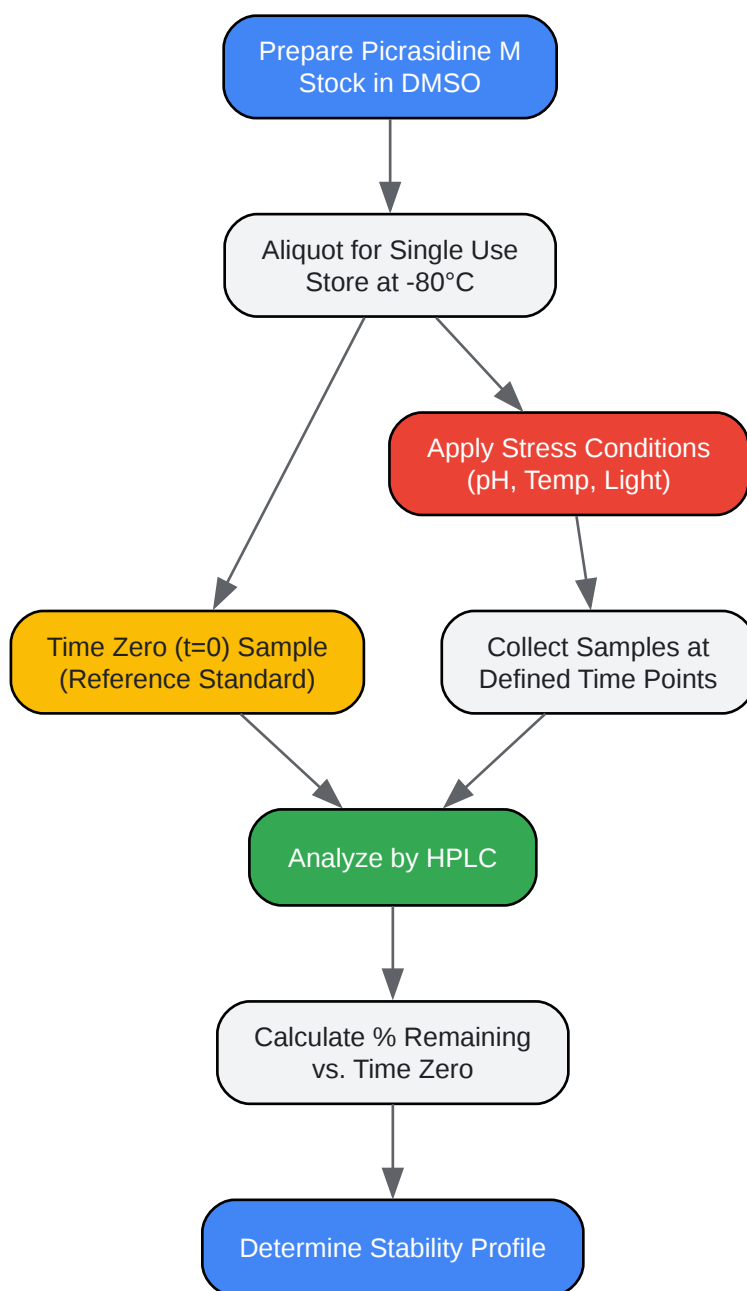 Prepare Picrasidine M
Stock in DMSO
Aliquot for Single Use
Store at -80°C
Apply Stress Conditions
(pH, Temp, Light)
Time Zero (t=0) Sample
(Reference Standard)
Collect Samples at
Defined Time Points
Analyze by HPLC
Calculate % Remaining
vs. Time Zero
Determine Stability Profile